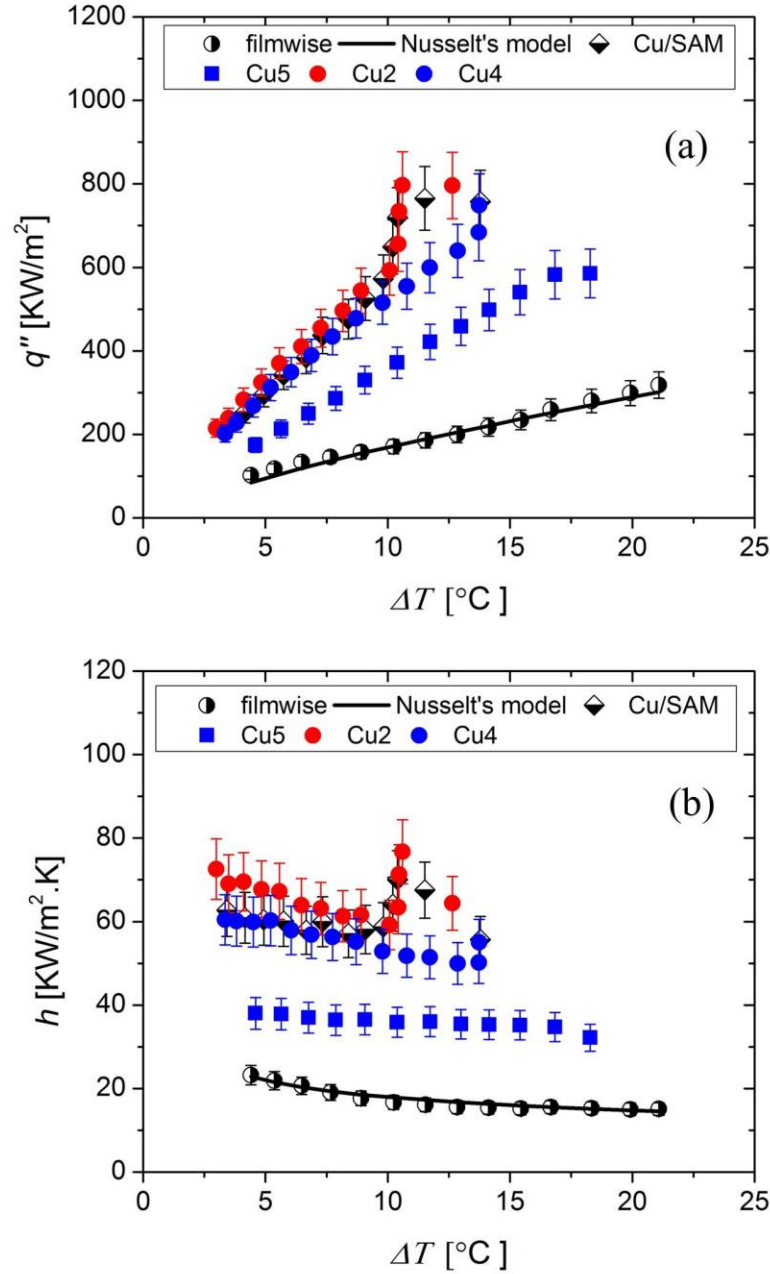 1200
1000
800
600
400
200
0
q" [KW/m²]
filmwise Nusselt's model Cu/SAM
Cu5 Cu2 Cu4
(a)
0 5 10 15 20 25
ΔT [°C]
120
100
80
60
40
20
0
h [KW/m².K]
filmwise Nusselt's model Cu/SAM
Cu5 Cu2 Cu4
(b)
0 5 10 15 20 25
ΔT [°C]